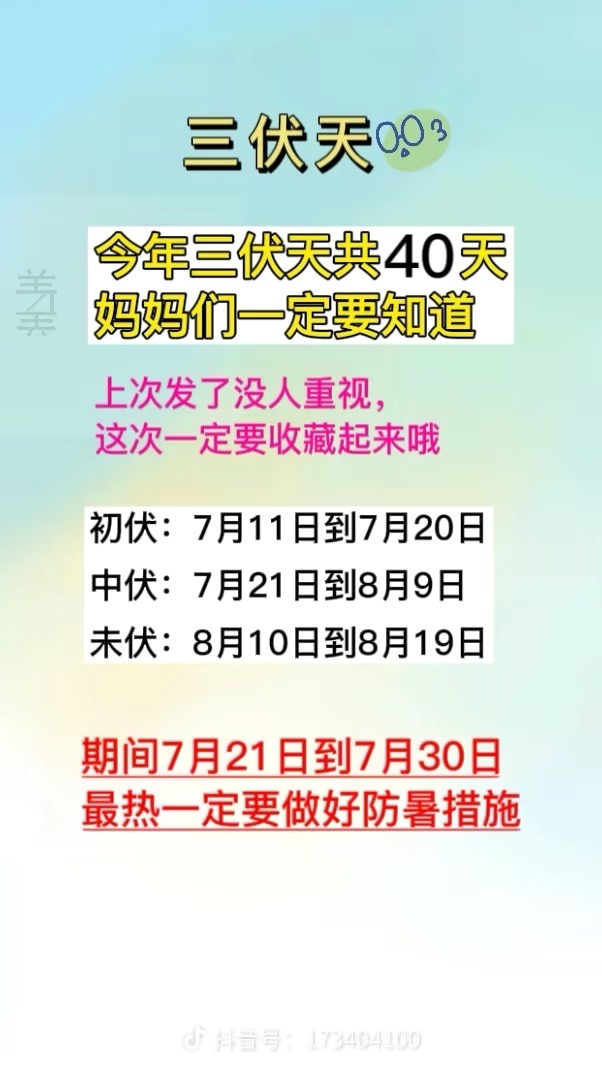 三伏天
今年三伏天共40天
妈妈们一定要知道
上次发了没人重视，
这次一定要收藏起来哦
初伏：7月11日到7月20日
中伏：7月21日到8月9日
未伏：8月10日到8月19日
期间7月21日到7月30日
最热一定要做好防暑措施
抖音号：173404100